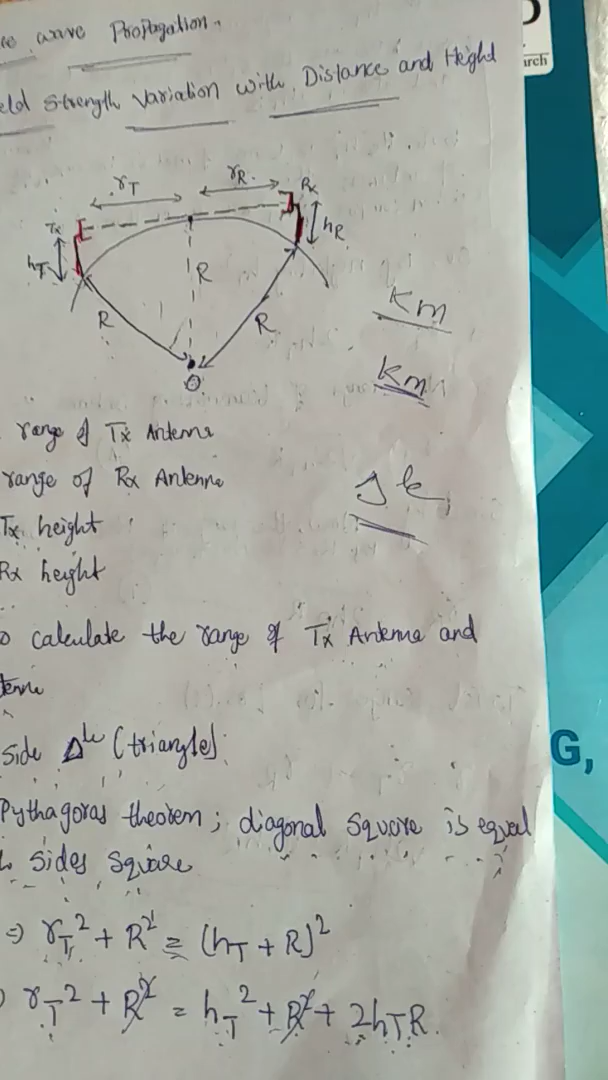 wave Propagation.
Strength Variation with Distance and Height
rT
rR.
Rx
Tx
hT
hR
R
R
R
O
Km
Km
range of Tx Antenna
range of Rx Antenna
Tx height
Rx height
calculate the range of Tx Antenna and
side Δle (triangle).
Pythagoras theorem; diagonal square is equal
sides square
⇒ rT² + R² = (hT + R)²
rT² + R² = hT² + R² + 2hTR.
arch
G,